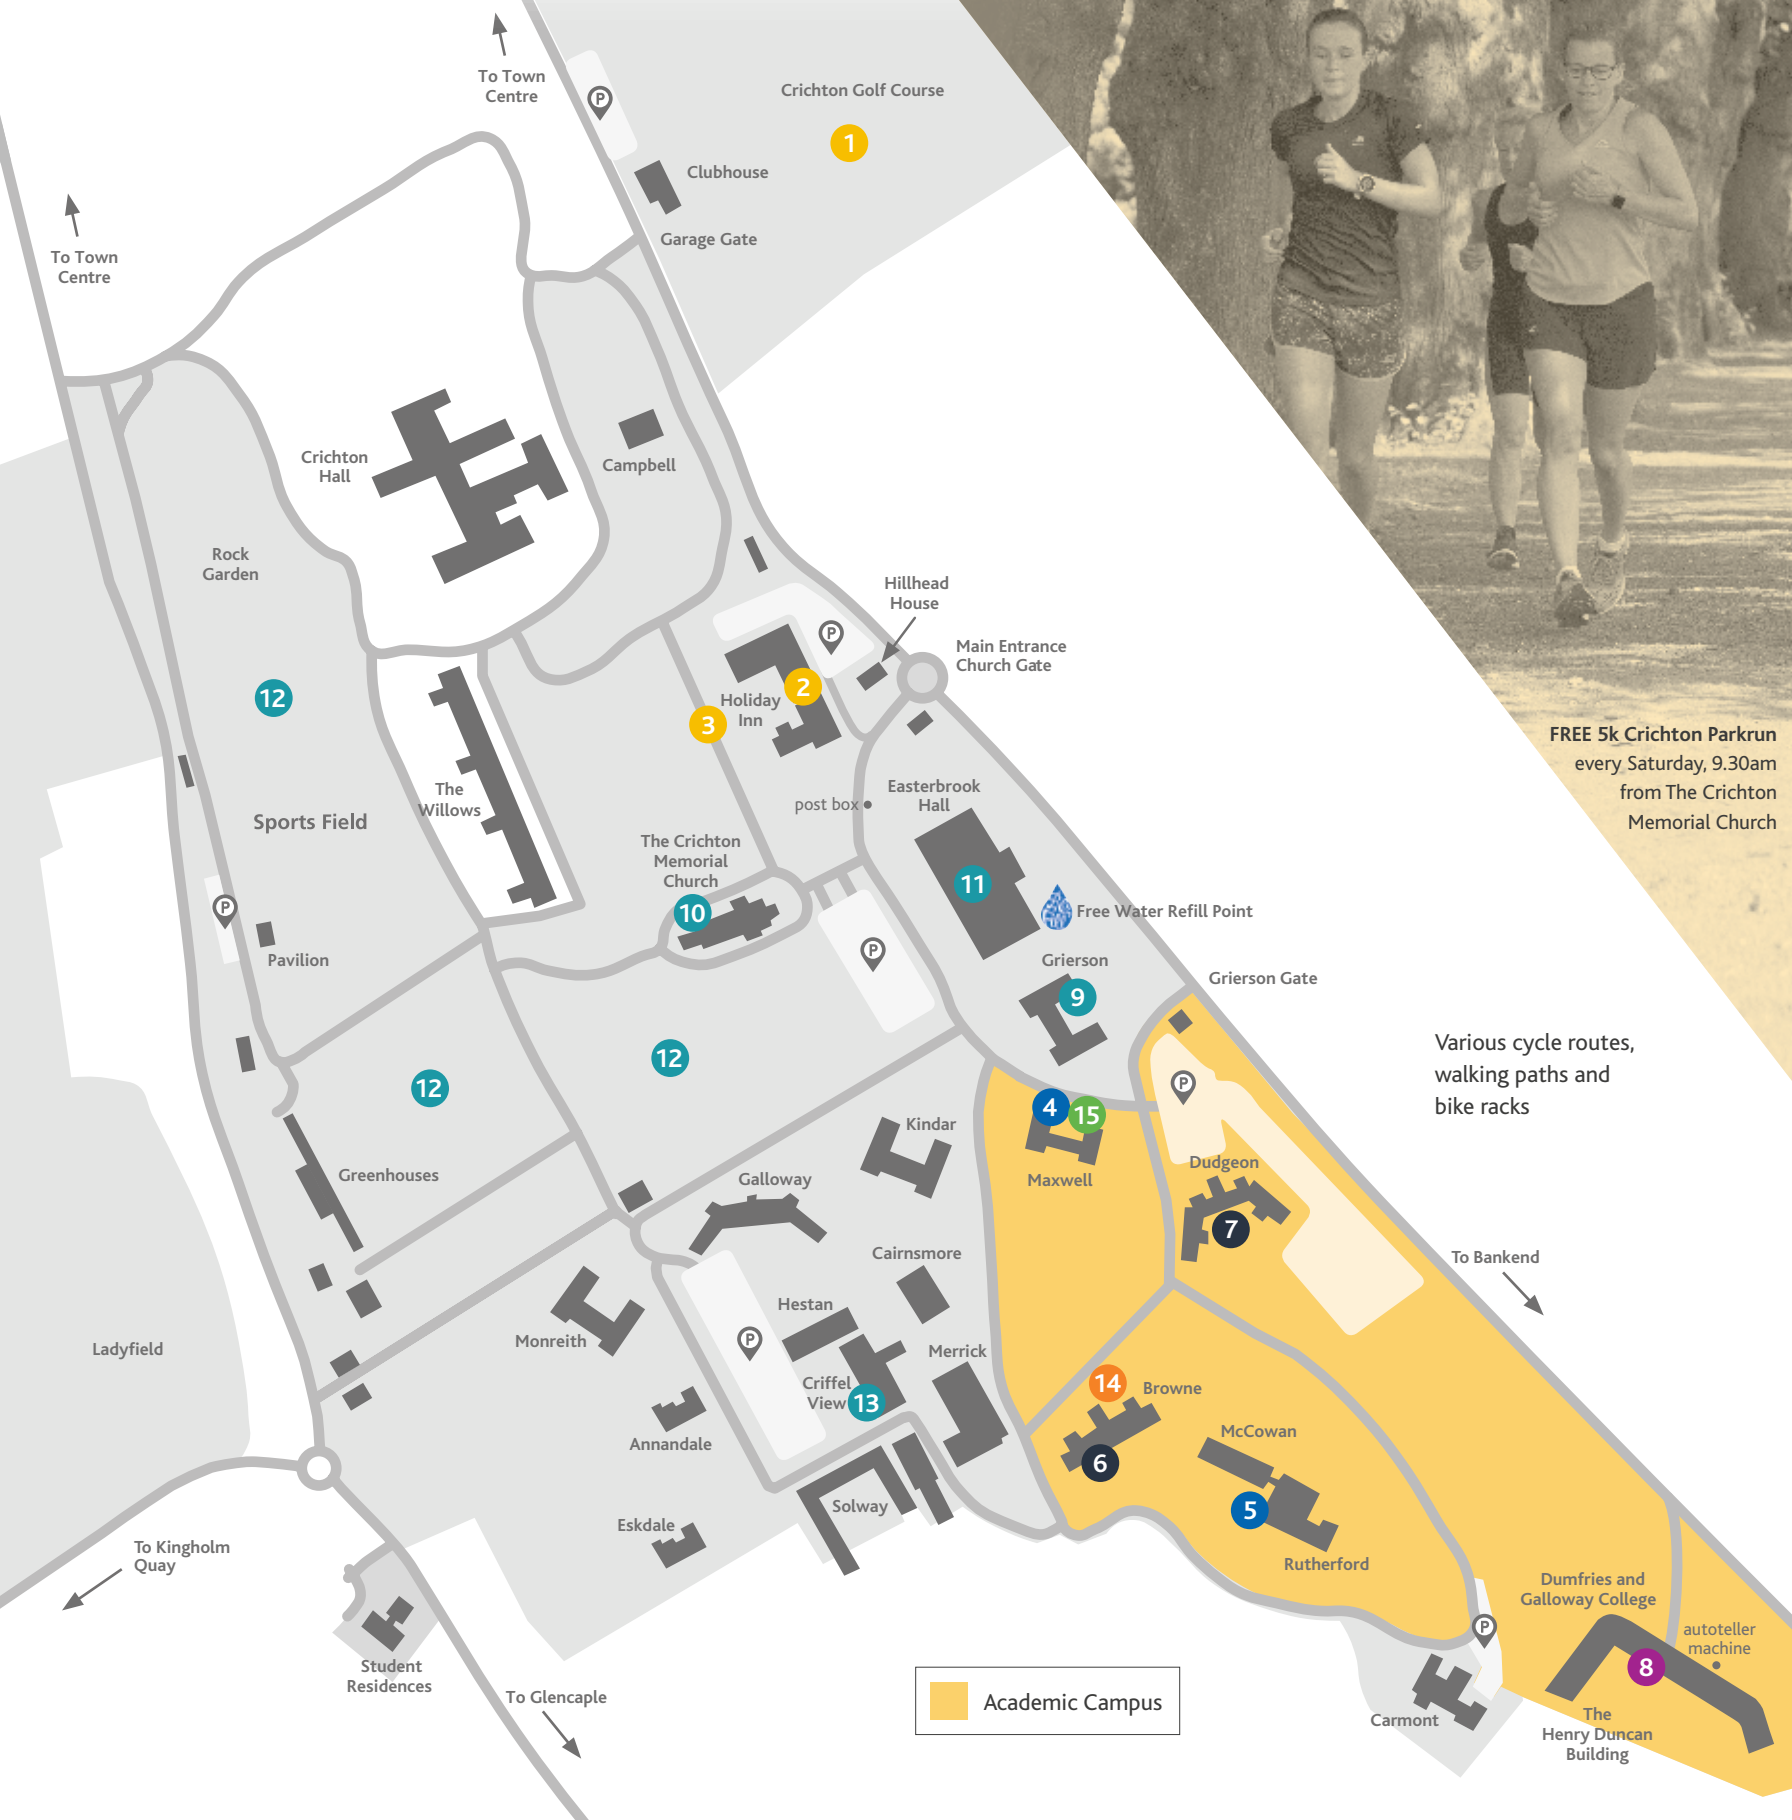 To Town
Centre
P
Crichton Golf Course
1
Clubhouse
Garage Gate
To Town
Centre
Crichton
Hall
Campbell
Rock
Garden
Hillhead
House
P
Main Entrance
Church Gate
12
2
Holiday
Inn
3
FREE 5k Crichton Parkrun
every Saturday, 9.30am
from The Crichton
Memorial Church
The
Willows
Sports Field
post box
Easterbrook
Hall
The Crichton
Memorial
Church
11
10
P
Free Water Refill Point
Pavilion
P
Grierson
9
Grierson Gate
12
12
Various cycle routes,
walking paths and
bike racks
P
4
15
Kindar
Maxwell
Dudgeon
7
Greenhouses
Galloway
Cairnsmore
To Bankend
Ladyfield
Monreith
Hestan
P
Merrick
Criffel
View
13
14
Browne
6
Annandale
McCowan
5
Rutherford
Solway
Eskdale
To Kingholm
Quay
Student
Residences
To Glencaple
Dumfries and
Galloway College
autoteller
machine
P
8
Carmont
The
Henry Duncan
Building
Academic Campus